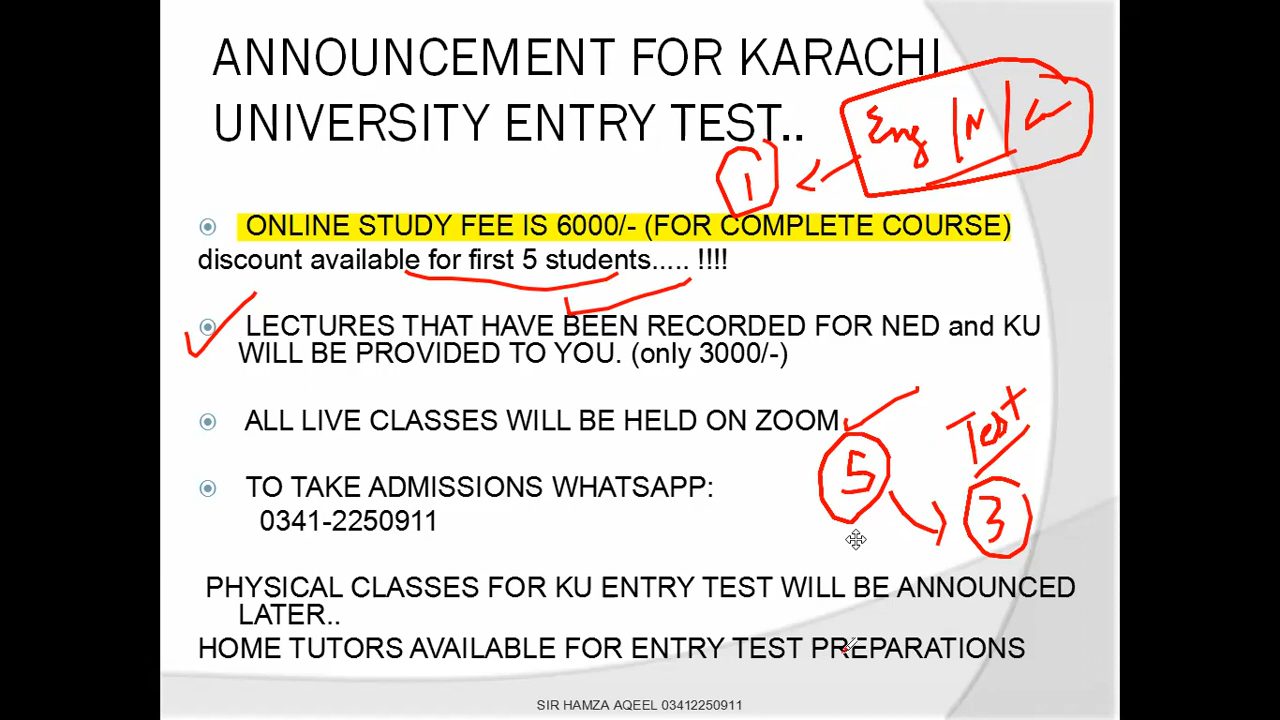 ANNOUNCEMENT FOR KARACHI
UNIVERSITY ENTRY TEST..
Eng | N |
1
ONLINE STUDY FEE IS 6000/- (FOR COMPLETE COURSE)
discount available for first 5 students..... !!!!
LECTURES THAT HAVE BEEN RECORDED FOR NED and KU
WILL BE PROVIDED TO YOU. (only 3000/-)
ALL LIVE CLASSES WILL BE HELD ON ZOOM
Test
5
3
TO TAKE ADMISSIONS WHATSAPP:
0341-2250911
PHYSICAL CLASSES FOR KU ENTRY TEST WILL BE ANNOUNCED
LATER..
HOME TUTORS AVAILABLE FOR ENTRY TEST PREPARATIONS
SIR HAMZA AQEEL 03412250911